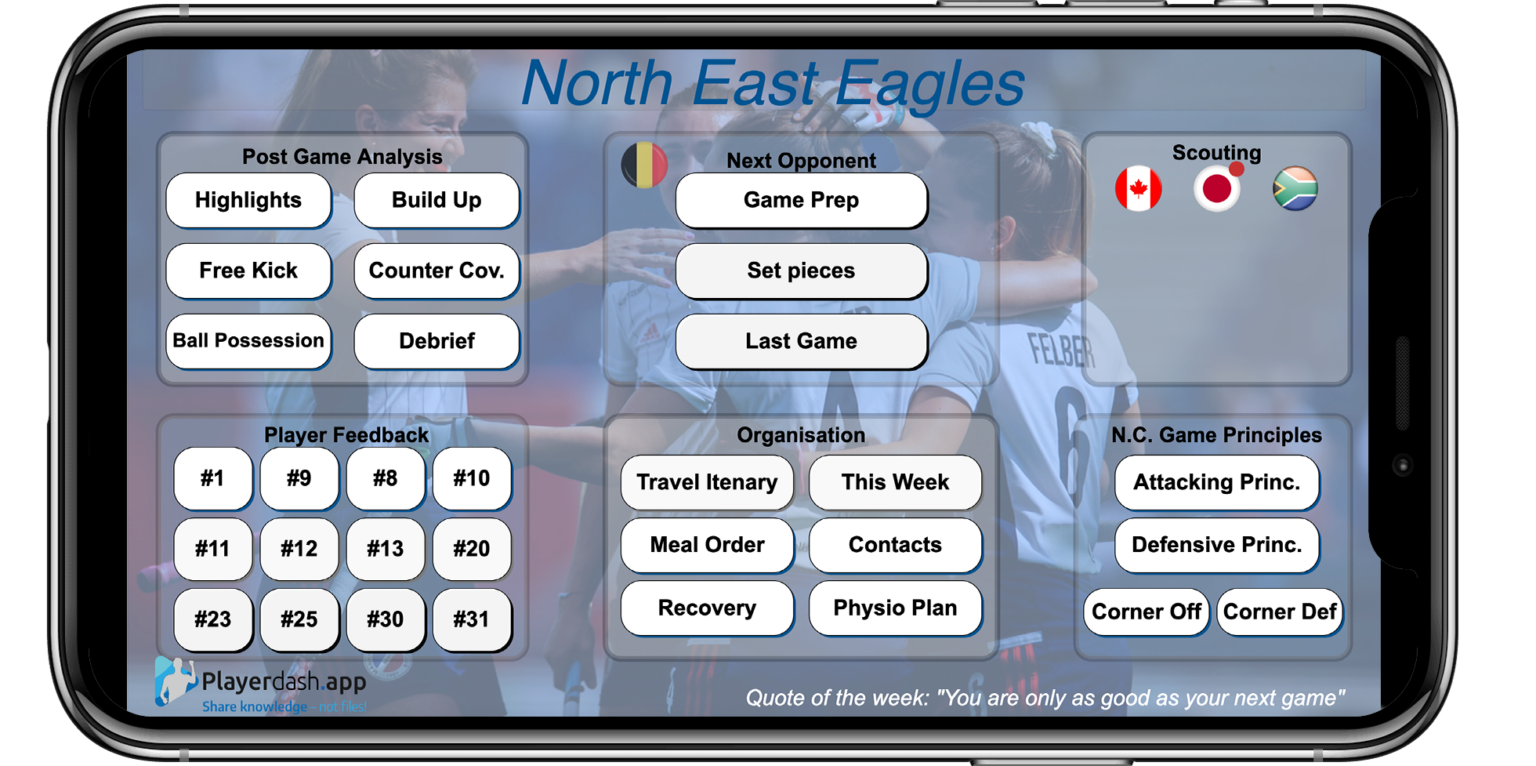 North East Eagles
Post Game Analysis
Highlights
Build Up
Free Kick
Counter Cov.
Ball Possession
Debrief
Next Opponent
Game Prep
Set pieces
Last Game
Scouting
FELBER
6
Player Feedback
#1
#9
#8
#10
#11
#12
#13
#20
#23
#25
#30
#31
Organisation
Travel Itenary
This Week
Meal Order
Contacts
Recovery
Physio Plan
N.C. Game Principles
Attacking Princ.
Defensive Princ.
Corner Off
Corner Def
Playerdash.app
Share knowledge - not files!
Quote of the week: "You are only as good as your next game"